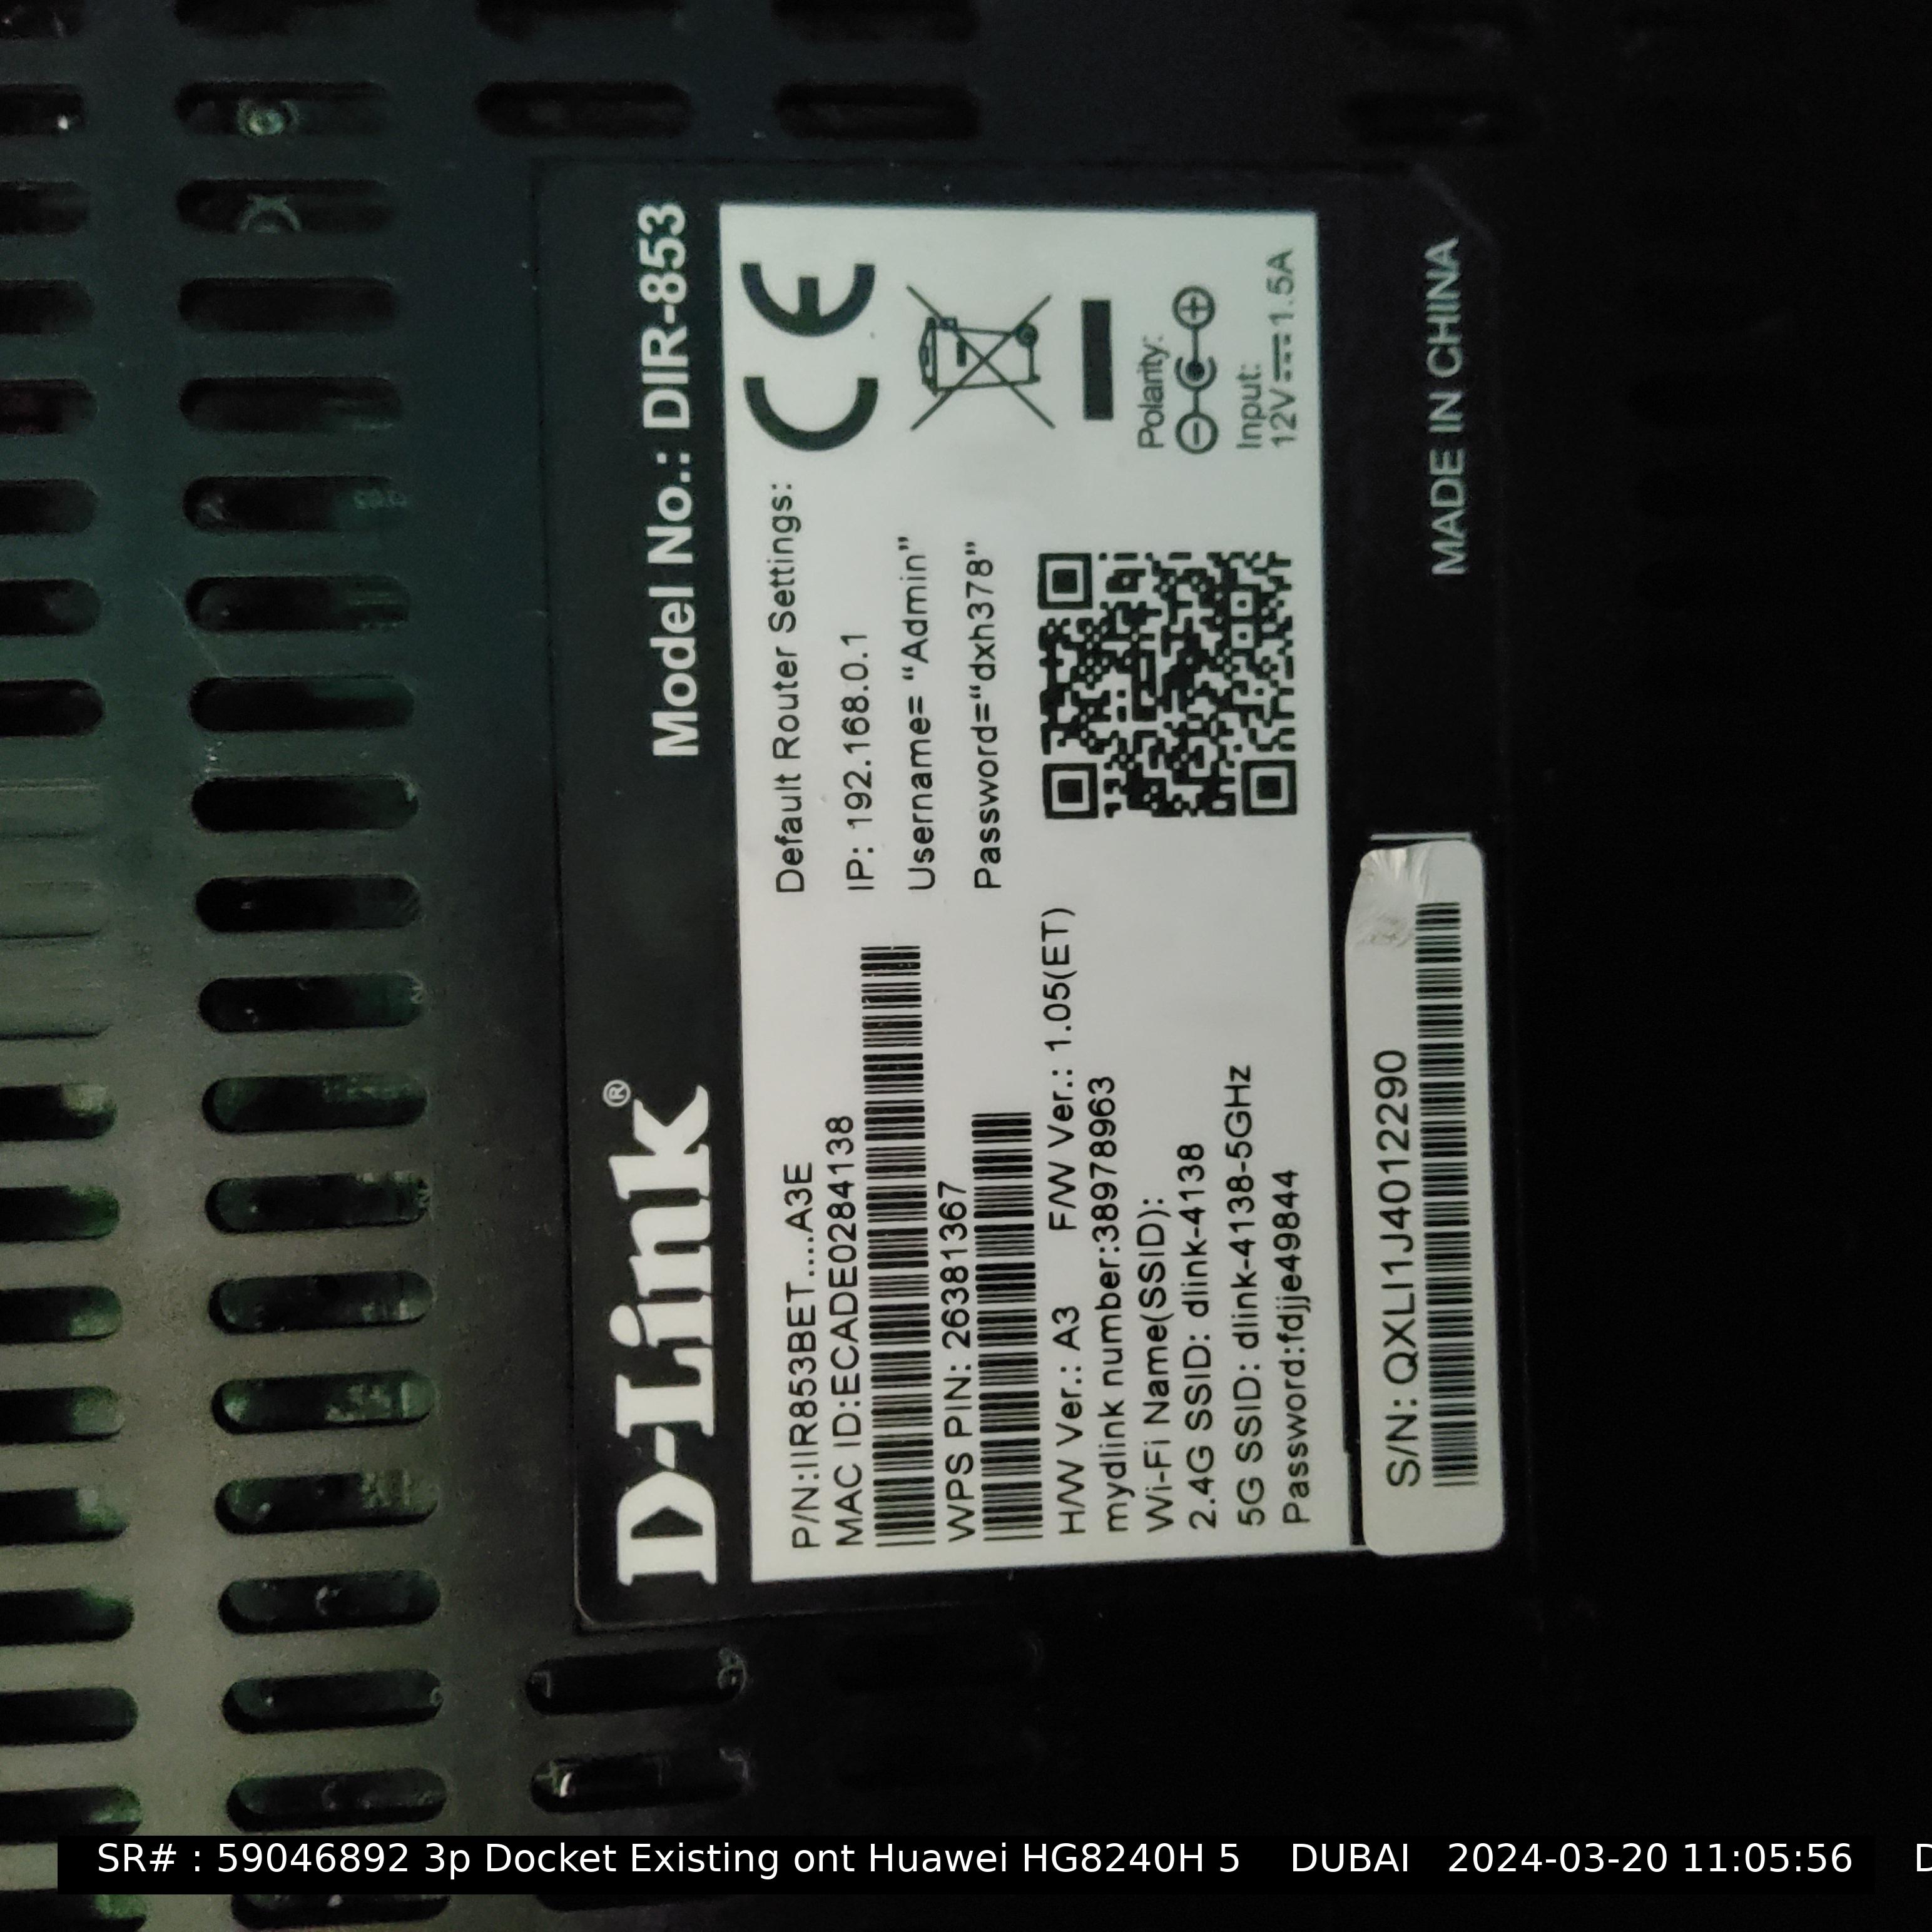 D-Link®
Model No.: DIR-853
P/N:IIR853BET....A3E
MAC ID:ECADE0284138
WPS PIN: 26381367
H/W Ver.: A3 F/W Ver.: 1.05(ET)
mydlink number:38978963
Wi-Fi Name(SSID):
2.4G SSID: dlink-4138
5G SSID: dlink-4138-5GHz
Password:fdjje49844
Default Router Settings:
IP: 192.168.0.1
Username= “Admin”
Password=“dxh378”
CE
Polarity:
Input:
12V⎓1.5A
S/N: QXLI1J4012290
MADE IN CHINA
SR# : 59046892 3p Docket Existing ont Huawei HG8240H 5 DUBAI 2024-03-20 11:05:56